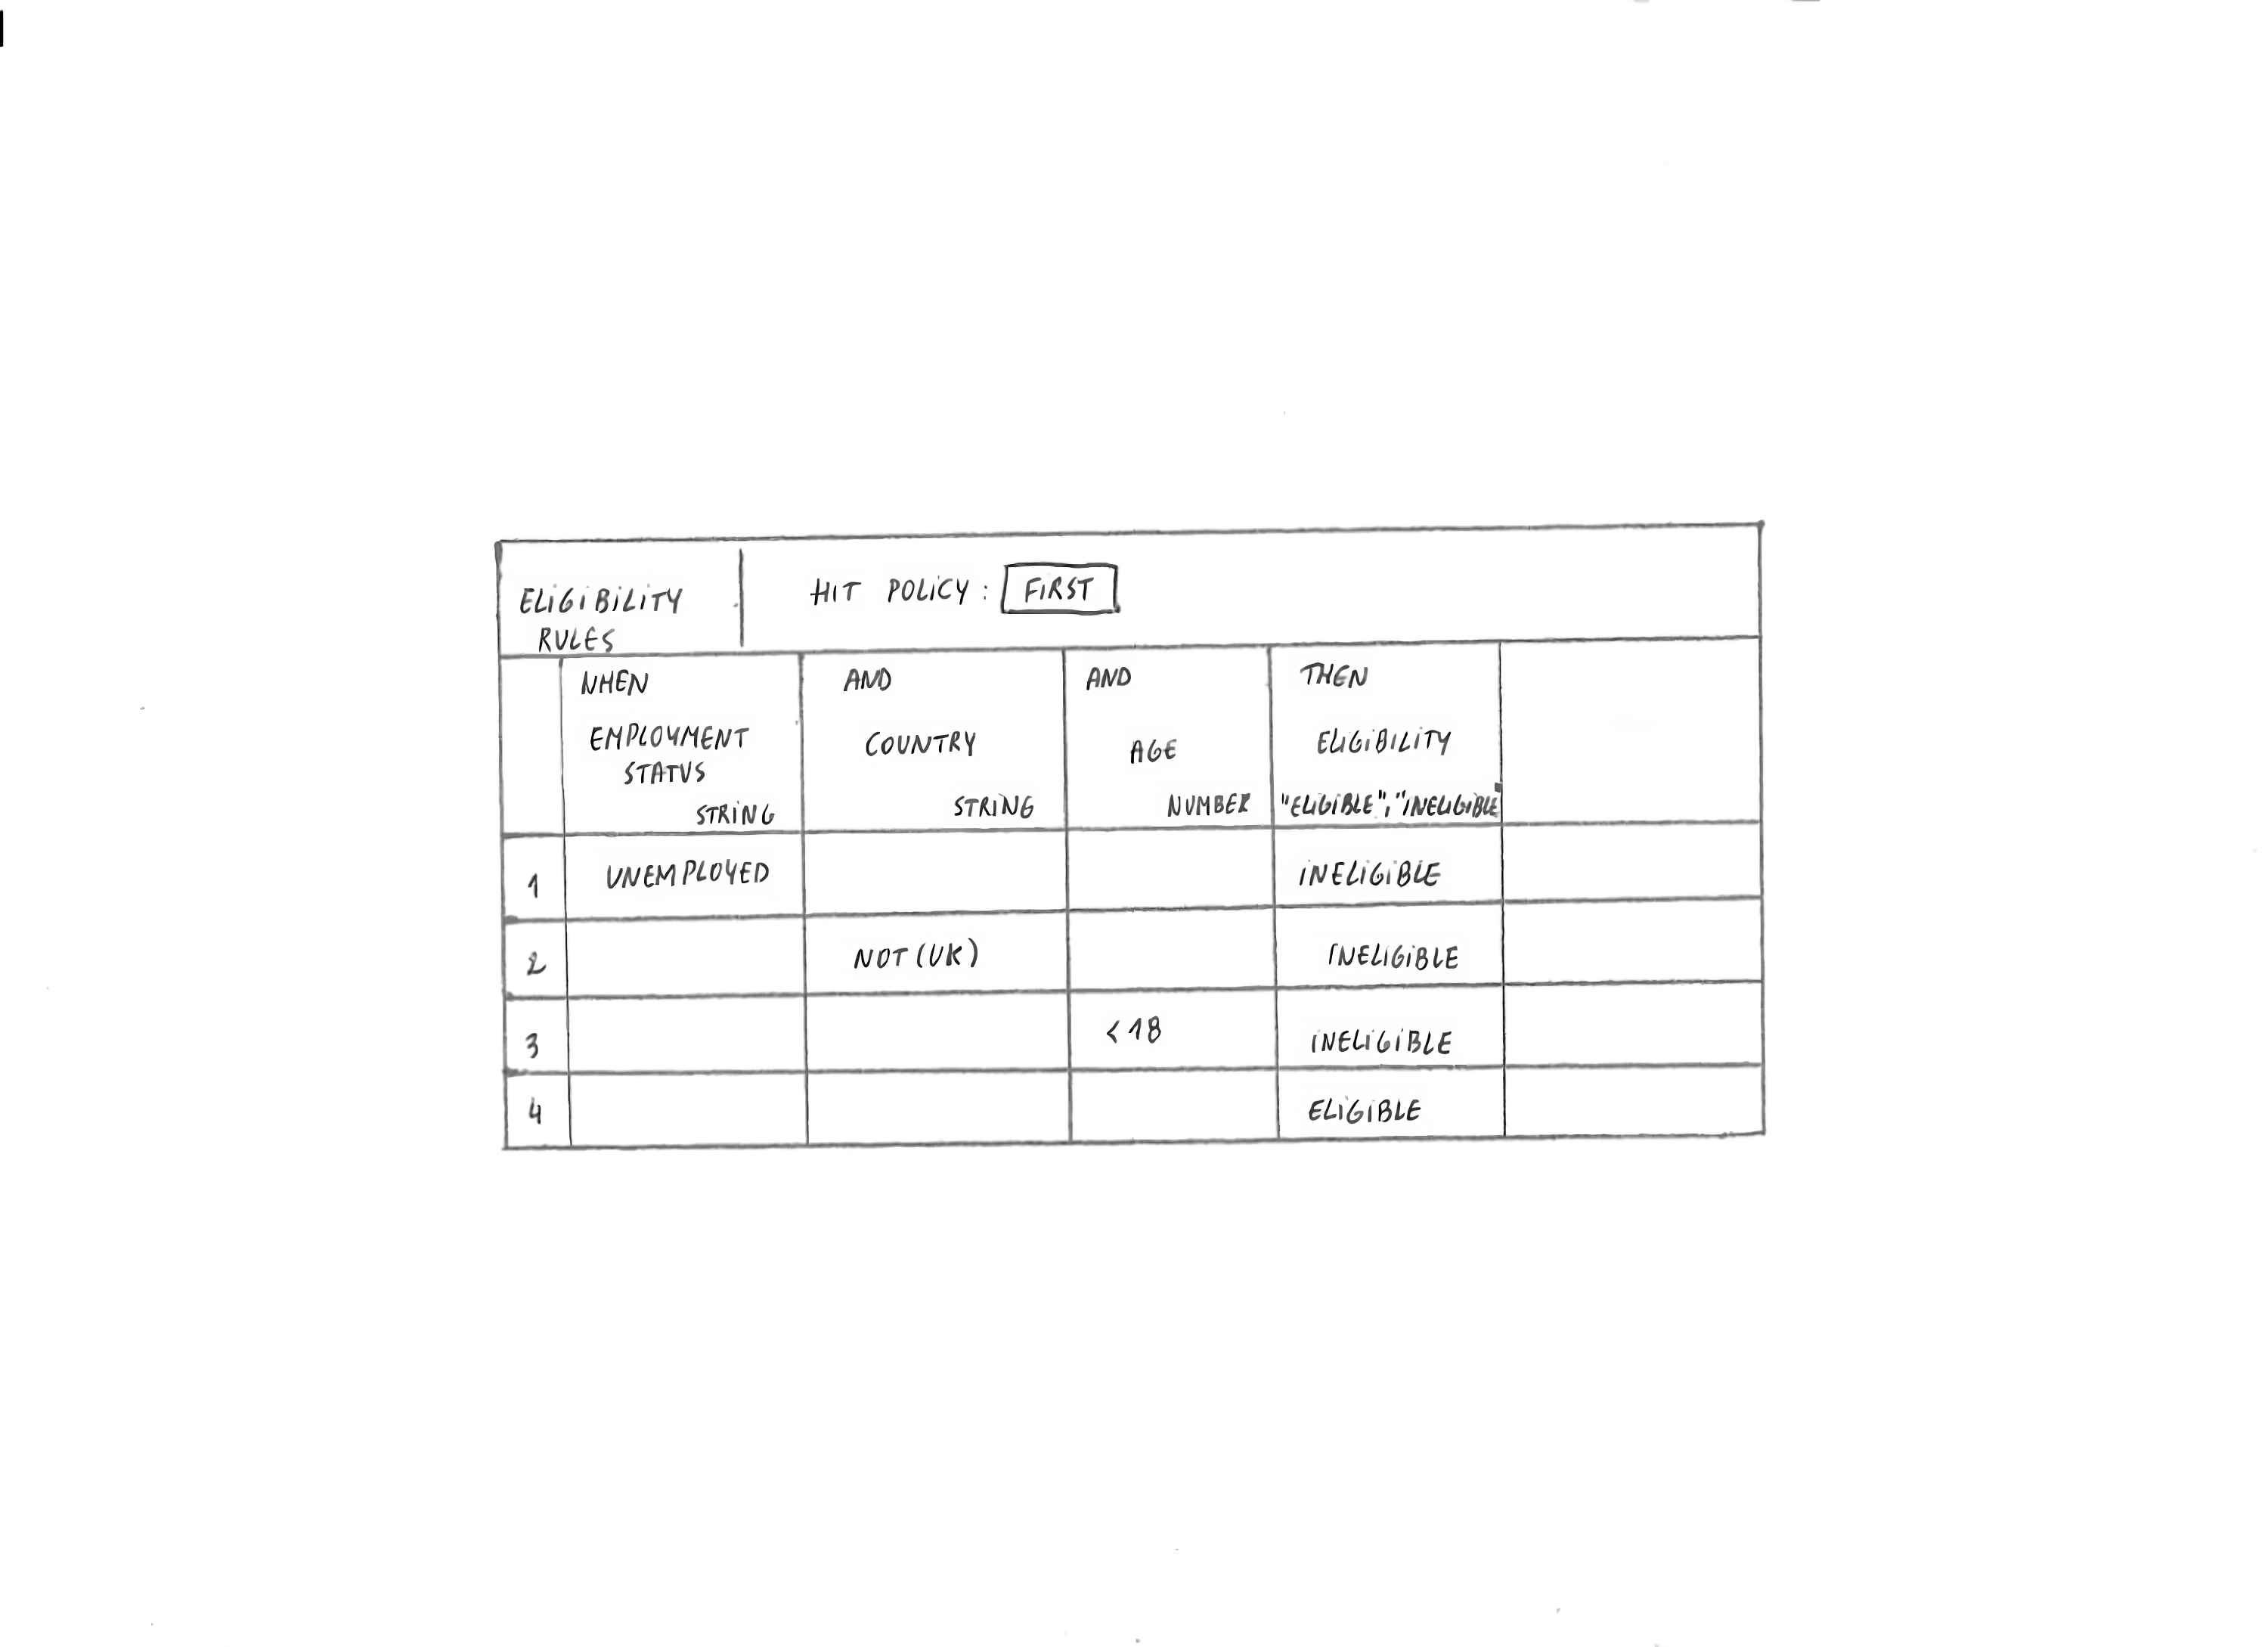 ELIGIBILITY
RULES
HIT POLICY: FIRST
WHEN
EMPLOYMENT
STATUS
STRING
AND
COUNTRY
STRING
AND
AGE
NUMBER
THEN
ELIGIBILITY
"ELIGIBLE"; "INELIGIBLE"
1 UNEMPLOYED INELIGIBLE
2 NOT (UK) INELIGIBLE
3 <18 INELIGIBLE
4 ELIGIBLE